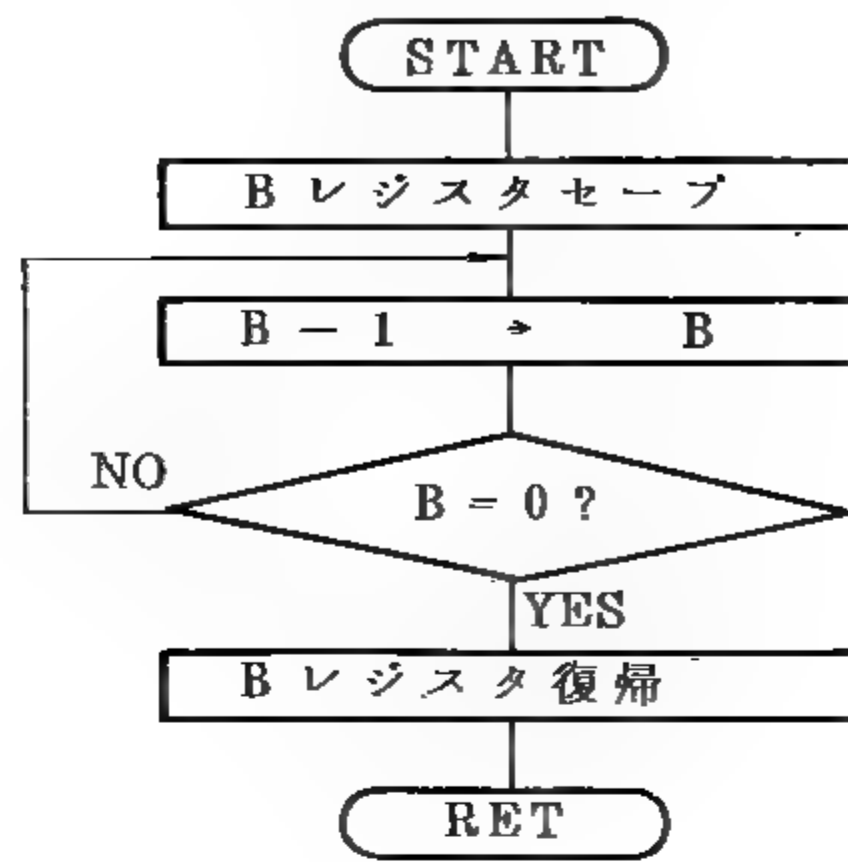 START
Bレジスタセーブ
B − 1 → B
NO
B = 0 ?
YES
Bレジスタ復帰
RET